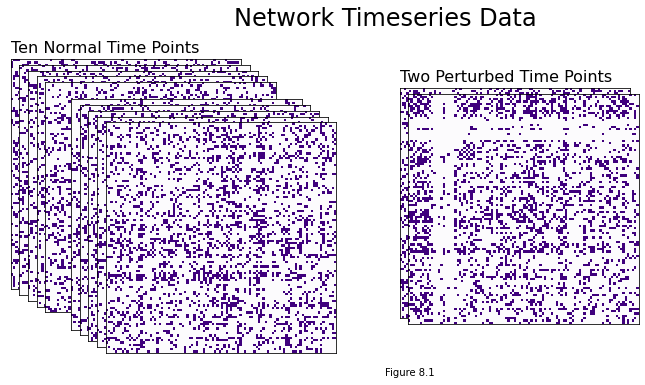 Network Timeseries Data
Ten Normal Time Points
Two Perturbed Time Points
Figure 8.1